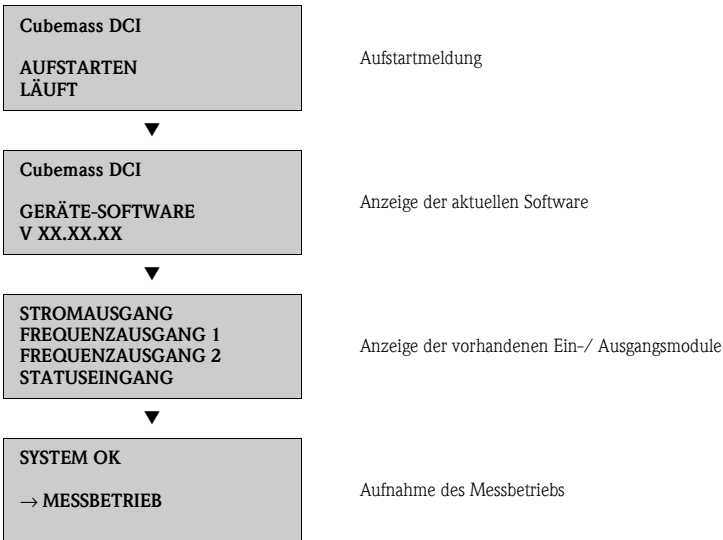 Cubemass DCI
AUFSTARTEN
LÄUFT
Aufstartmeldung
▼
Cubemass DCI
GERÄTE-SOFTWARE
V XX.XX.XX
Anzeige der aktuellen Software
▼
STROMAUSGANG
FREQUENZAUSGANG 1
FREQUENZAUSGANG 2
STATUSEINGANG
Anzeige der vorhandenen Ein-/ Ausgangsmodule
▼
SYSTEM OK
→ MESSBETRIEB
Aufnahme des Messbetriebs